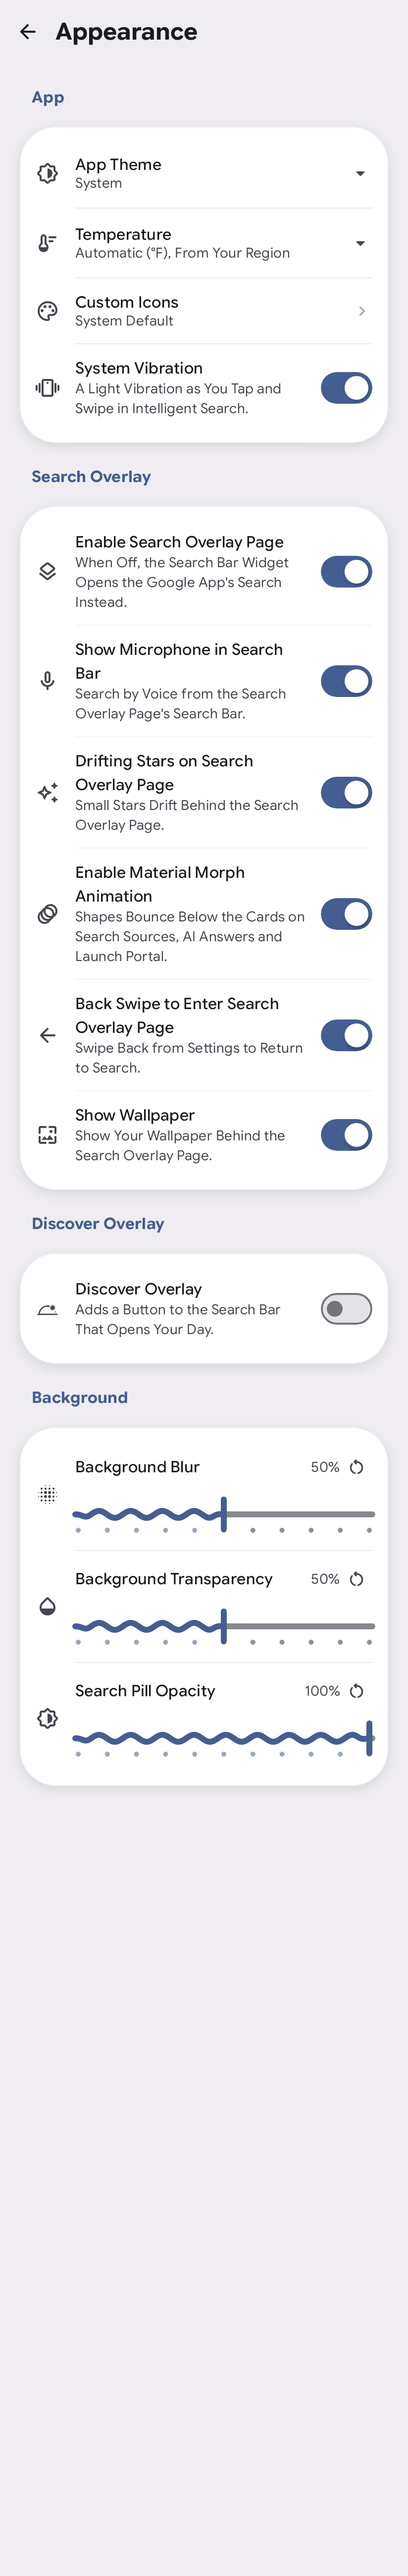 Appearance
App
App Theme
System
Temperature
Automatic (°F), From Your Region
Custom Icons
System Default
System Vibration
A Light Vibration as You Tap and
Swipe in Intelligent Search.
Search Overlay
Enable Search Overlay Page
When Off, the Search Bar Widget
Opens the Google App's Search
Instead.
Show Microphone in Search
Bar
Search by Voice from the Search
Overlay Page's Search Bar.
Drifting Stars on Search
Overlay Page
Small Stars Drift Behind the Search
Overlay Page.
Enable Material Morph
Animation
Shapes Bounce Below the Cards on
Search Sources, AI Answers and
Launch Portal.
Back Swipe to Enter Search
Overlay Page
Swipe Back from Settings to Return
to Search.
Show Wallpaper
Show Your Wallpaper Behind the
Search Overlay Page.
Discover Overlay
Discover Overlay
Adds a Button to the Search Bar
That Opens Your Day.
Background
Background Blur 50%
Background Transparency 50%
Search Pill Opacity 100%